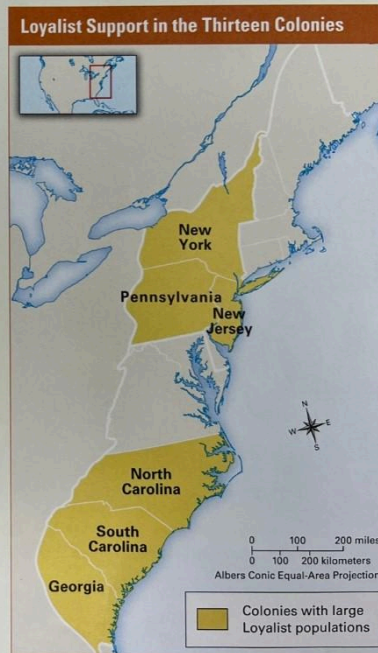 Loyalist Support in the Thirteen Colonies
New
York
Pennsylvania
New
Jersey
N
W E
S
North
Carolina
South
Carolina
Georgia
0 100 200 miles
0 100 200 kilometers
Albers Conic Equal-Area Projection
Colonies with large
Loyalist populations